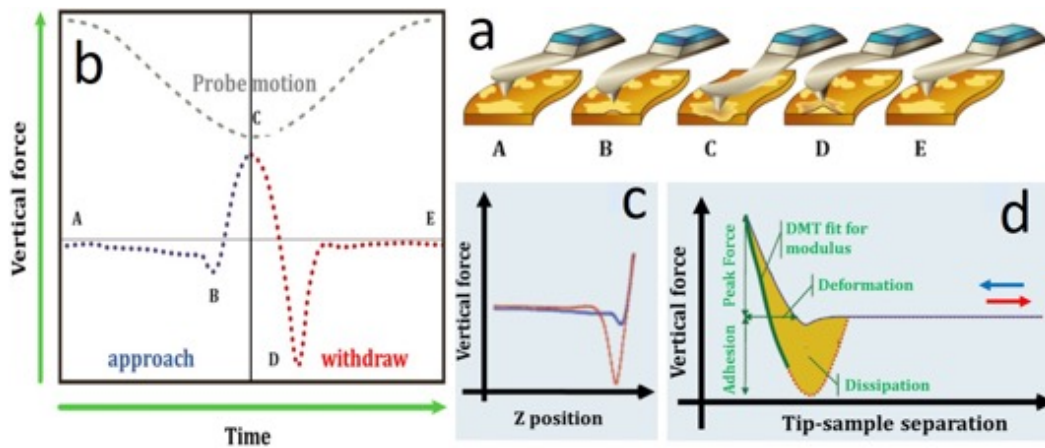 b
Vertical force
Probe motion
C
A
E
B
D
approach
withdraw
Time
a
A
B
C
D
E
c
Vertical force
Z position
d
Vertical force
Peak Force
Adhesion
DMT fit for
modulus
Deformation
Dissipation
Tip-sample separation